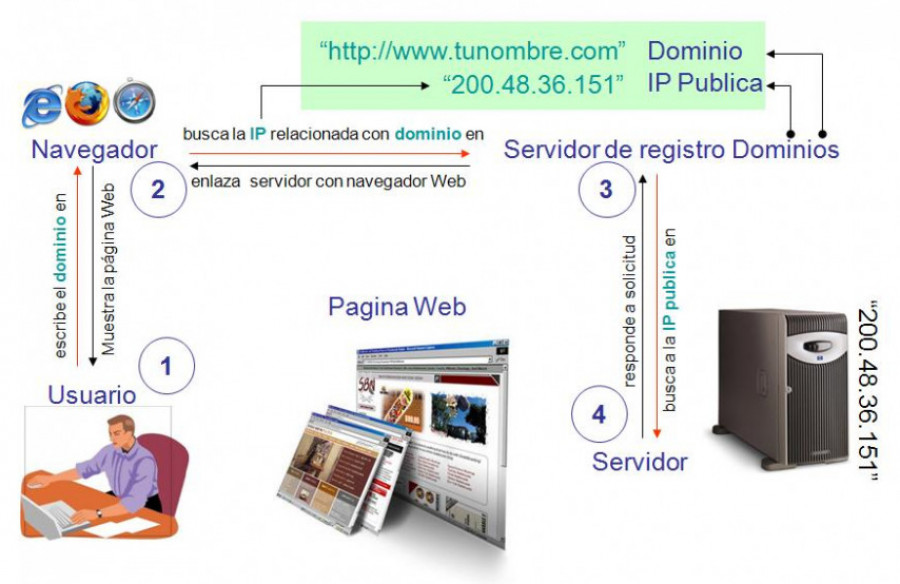 “http://www.tunombre.com” Dominio
“200.48.36.151” IP Publica
busca la IP relacionada con dominio en
Navegador
Servidor de registro Dominios
enlaza servidor con navegador Web
2
3
escribe el dominio en
Muestra la página Web
responde a solicitud
busca a la IP publica en
Pagina Web
“200.48.36.151”
1
Usuario
4
Servidor